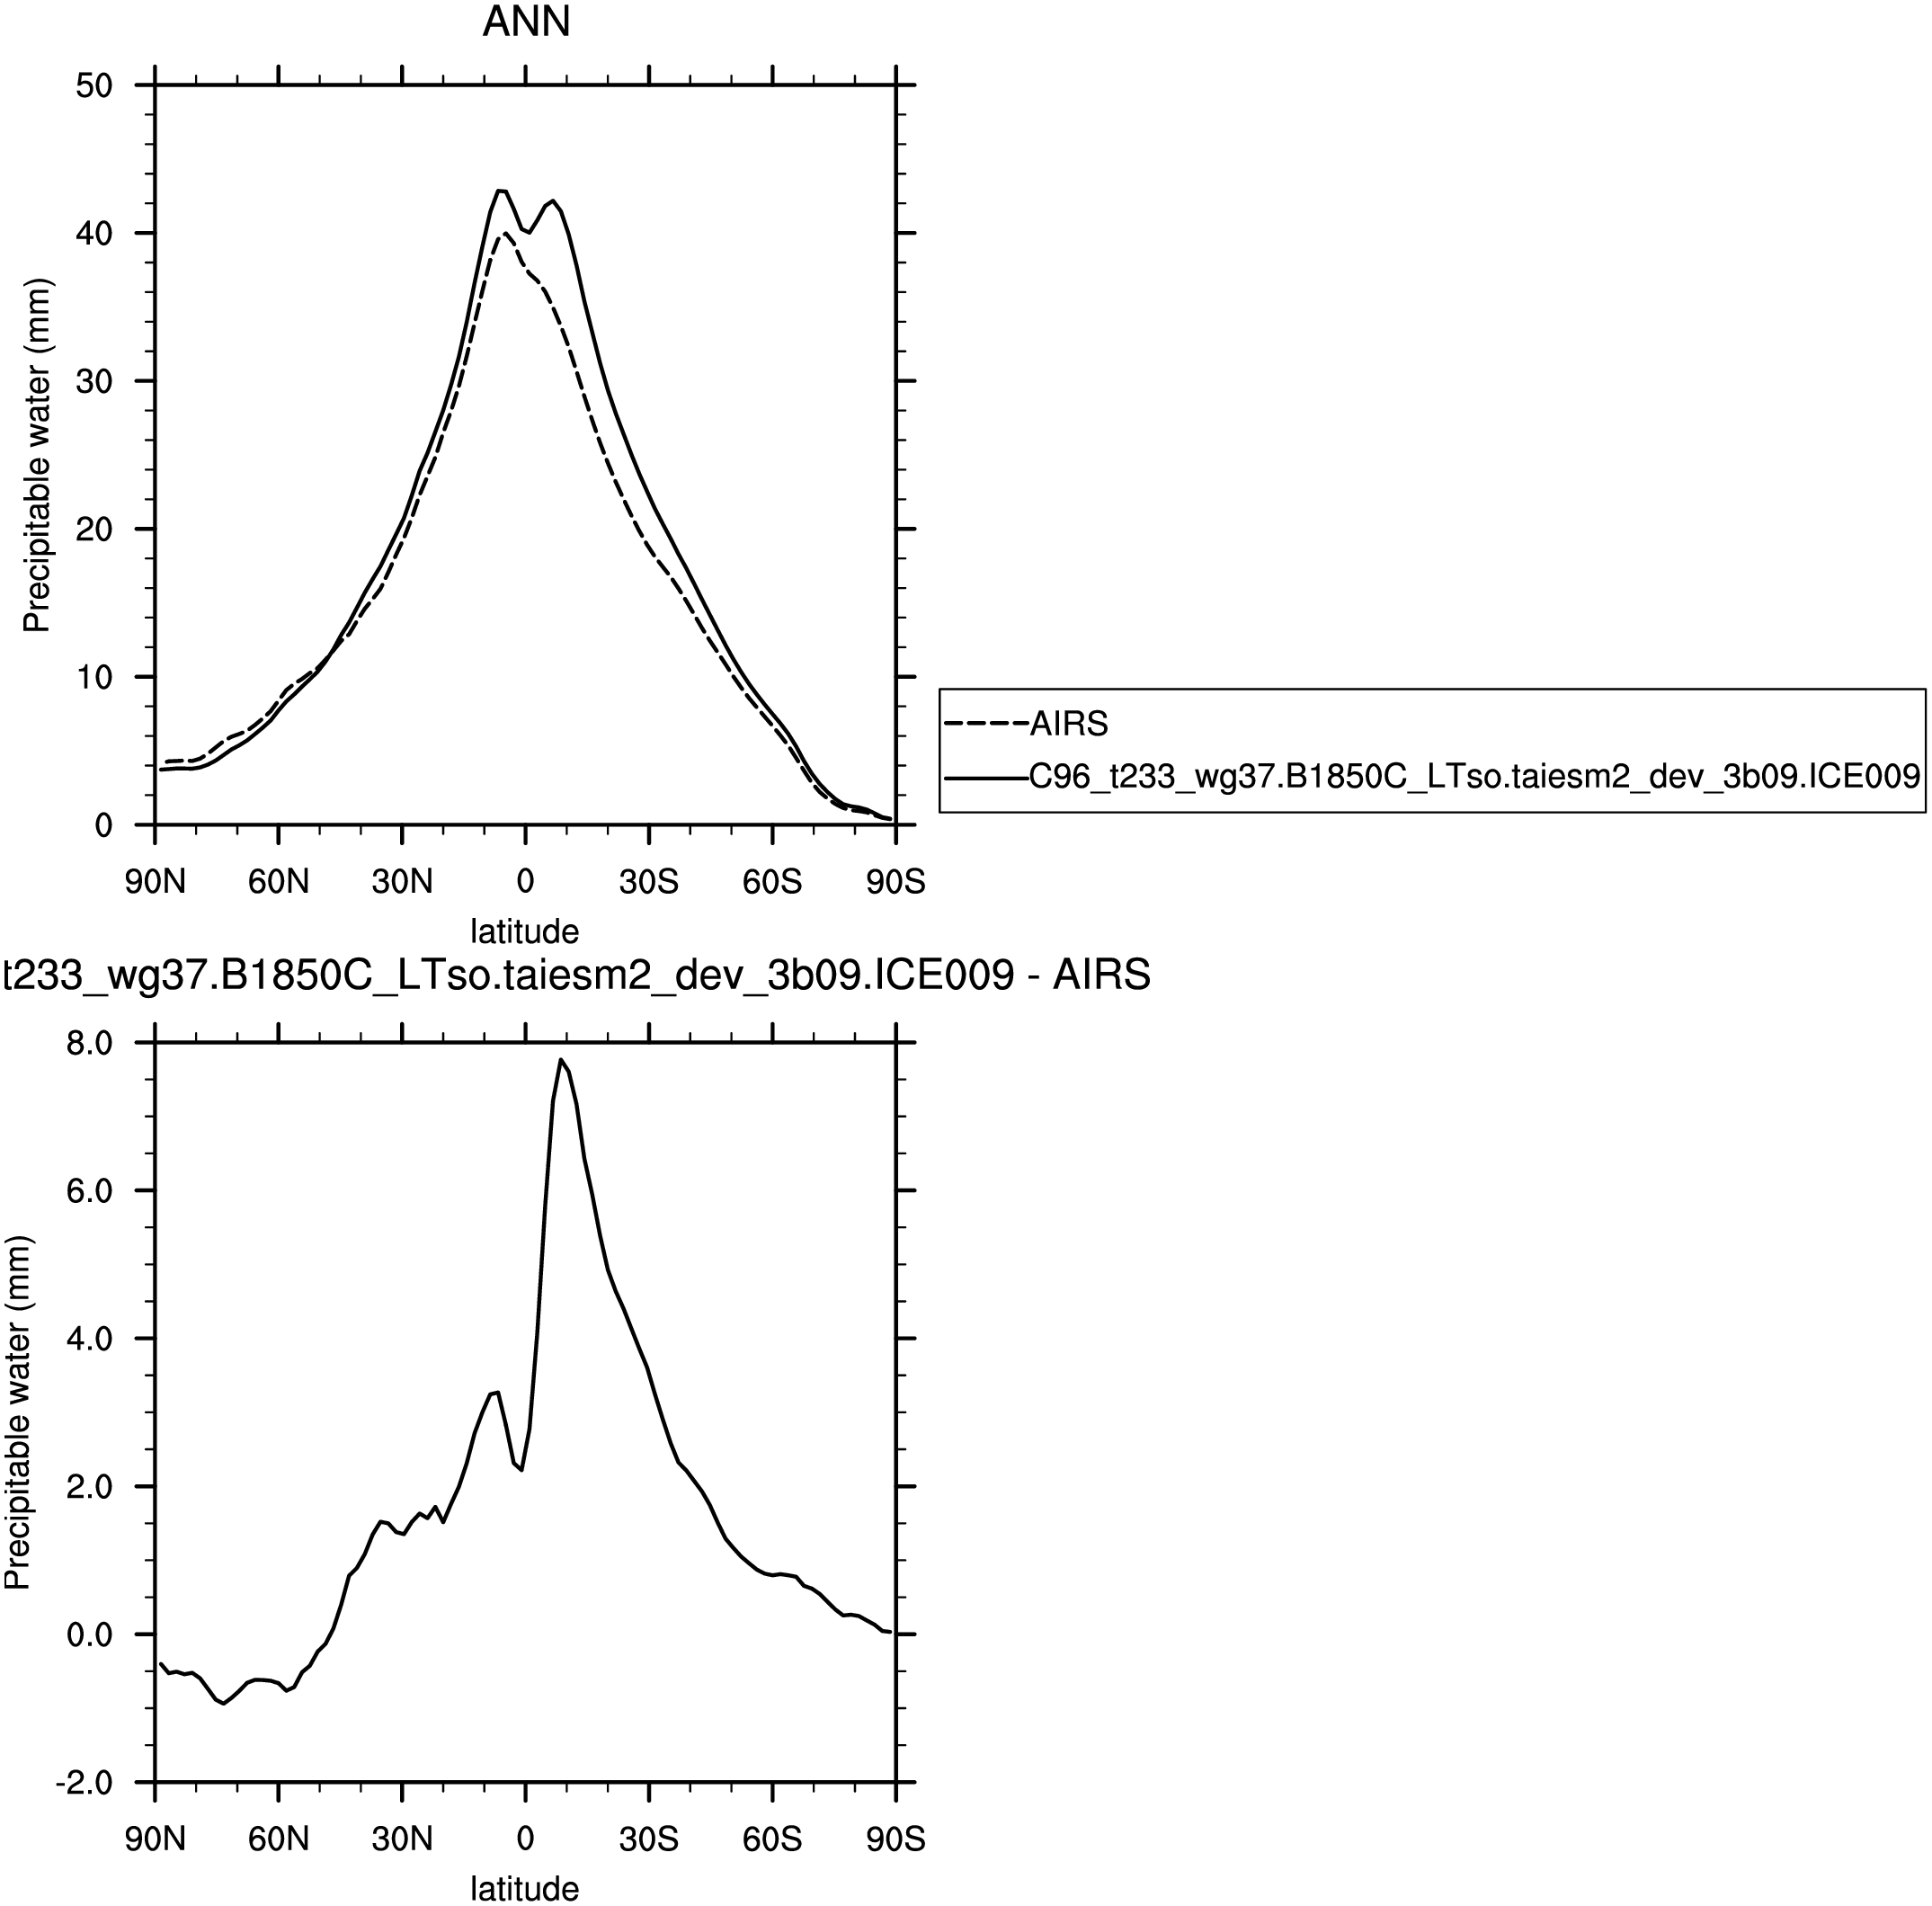 ANN
50
40
30
20
10
0
Precipitable water (mm)
90N 60N 30N 0 30S 60S 90S
latitude
AIRS
C96_t233_wg37.B1850C_LTso.taiesm2_dev_3b09.ICE009
t233_wg37.B1850C_LTso.taiesm2_dev_3b09.ICE009 - AIRS
8.0
6.0
4.0
2.0
0.0
-2.0
Precipitable water (mm)
90N 60N 30N 0 30S 60S 90S
latitude